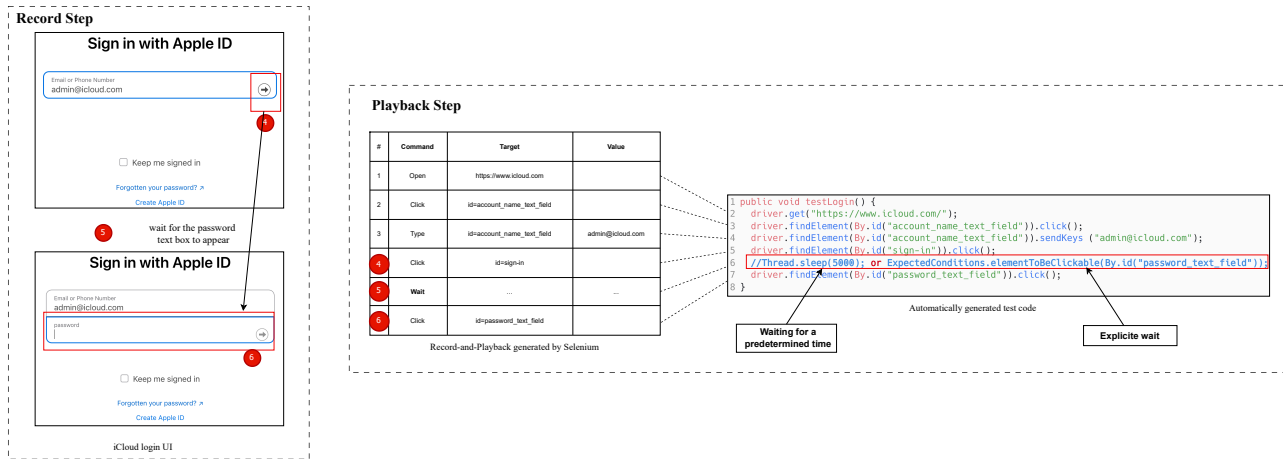 Record Step
Sign in with Apple ID
Email or Phone Number
admin@icloud.com
4
Keep me signed in
Forgotten your password? ↗
Create Apple ID
5
wait for the password
text box to appear
Sign in with Apple ID
Email or Phone Number
admin@icloud.com
password
6
Keep me signed in
Forgotten your password? ↗
Create Apple ID
iCloud login UI
Playback Step
# Command Target Value
1 Open https://www.icloud.com
2 Click id=account_name_text_field
3 Type id=account_name_text_field admin@icloud.com
4 Click id=sign-in
5 Wait ... ...
6 Click id=password_text_field
Record-and-Playback generated by Selenium
1 public void testLogin() {
2 driver.get("https://www.icloud.com/");
3 driver.findElement(By.id("account_name_text_field")).click();
4 driver.findElement(By.id("account_name_text_field")).sendKeys ("admin@icloud.com");
5 driver.findElement(By.id("sign-in")).click();
6 //Thread.sleep(5000); or ExpectedConditions.elementToBeClickable(By.id("password_text_field"));
7 driver.findElement(By.id("password_text_field")).click();
8 }
Automatically generated test code
Waiting for a
predetermined time
Explicite wait